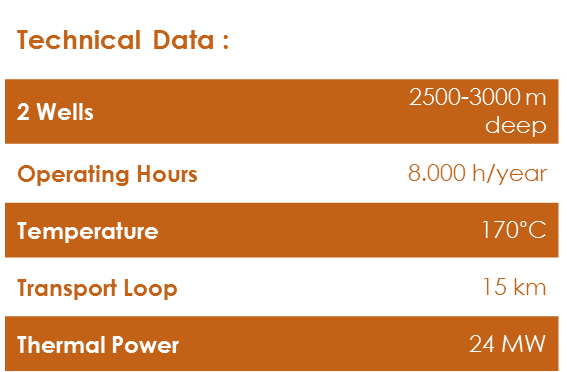 Technical Data :
2 Wells 2500-3000 m
deep
Operating Hours 8.000 h/year
Temperature 170°C
Transport Loop 15 km
Thermal Power 24 MW